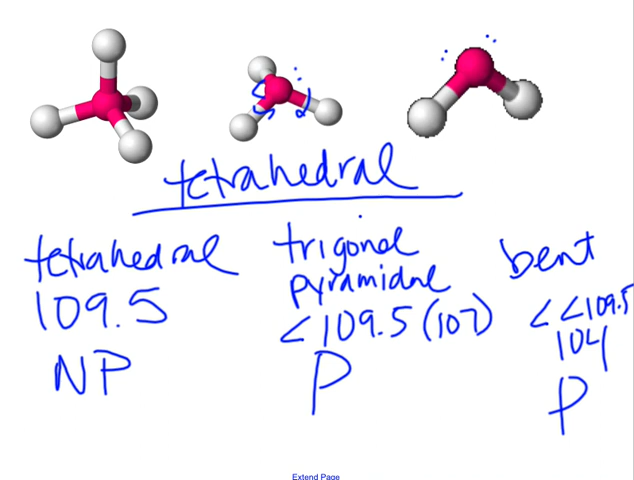 tetrahedral
tetrahedral
109.5
NP
trigonal
pyramidal
<109.5 (107)
P
bent
<<109.5
104
P
Extend Page